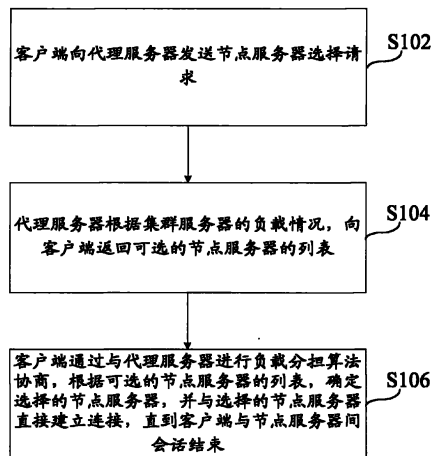 客户端向代理服务器发送节点服务器选择请
求
S102
代理服务器根据集群服务器的负载情况，向
客户端返回可选的节点服务器的列表
S104
客户端通过与代理服务器进行负载分担算法
协商，根据可选的节点服务器的列表，确定
选择的节点服务器，并与选择的节点服务器
直接建立连接，直到客户端与节点服务器间
会话结束
S106